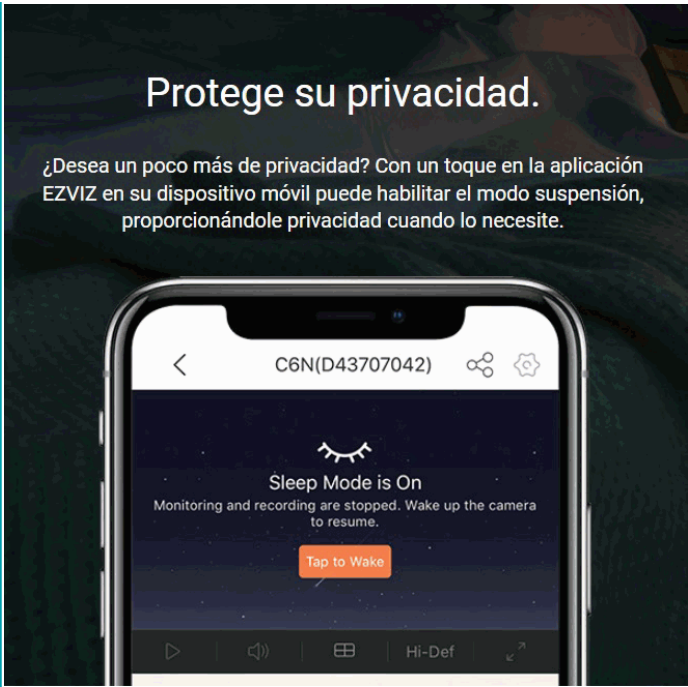 Protege su privacidad.
¿Desea un poco más de privacidad? Con un toque en la aplicación
EZVIZ en su dispositivo móvil puede habilitar el modo suspensión,
proporcionándole privacidad cuando lo necesite.
C6N(D43707042)
Sleep Mode is On
Monitoring and recording are stopped. Wake up the camera
to resume.
Tap to Wake
Hi-Def